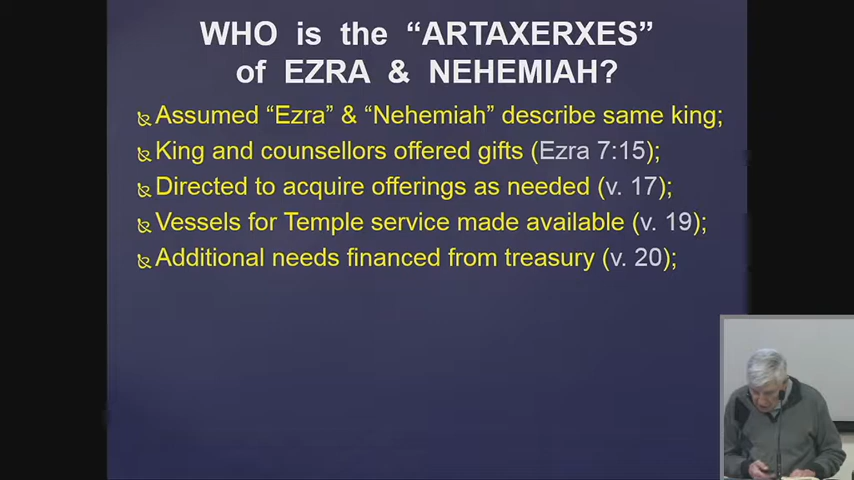 WHO is the “ARTAXERXES”
of EZRA & NEHEMIAH?
Assumed “Ezra” & “Nehemiah” describe same king;
King and counsellors offered gifts (Ezra 7:15);
Directed to acquire offerings as needed (v. 17);
Vessels for Temple service made available (v. 19);
Additional needs financed from treasury (v. 20);